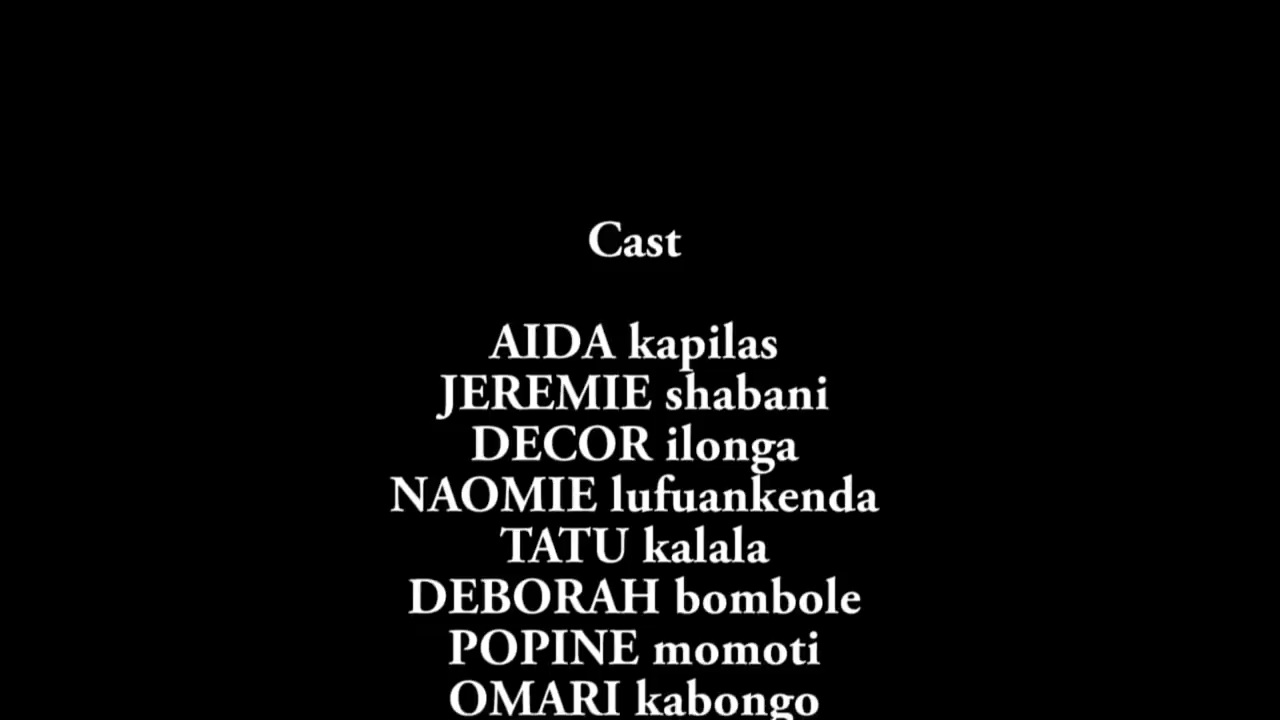 Cast
AIDA kapilas
JEREMIE shabani
DECOR ilonga
NAOMIE lufuankenda
TATU kalala
DEBORAH bombole
POPINE momoti
OMARI kabongo